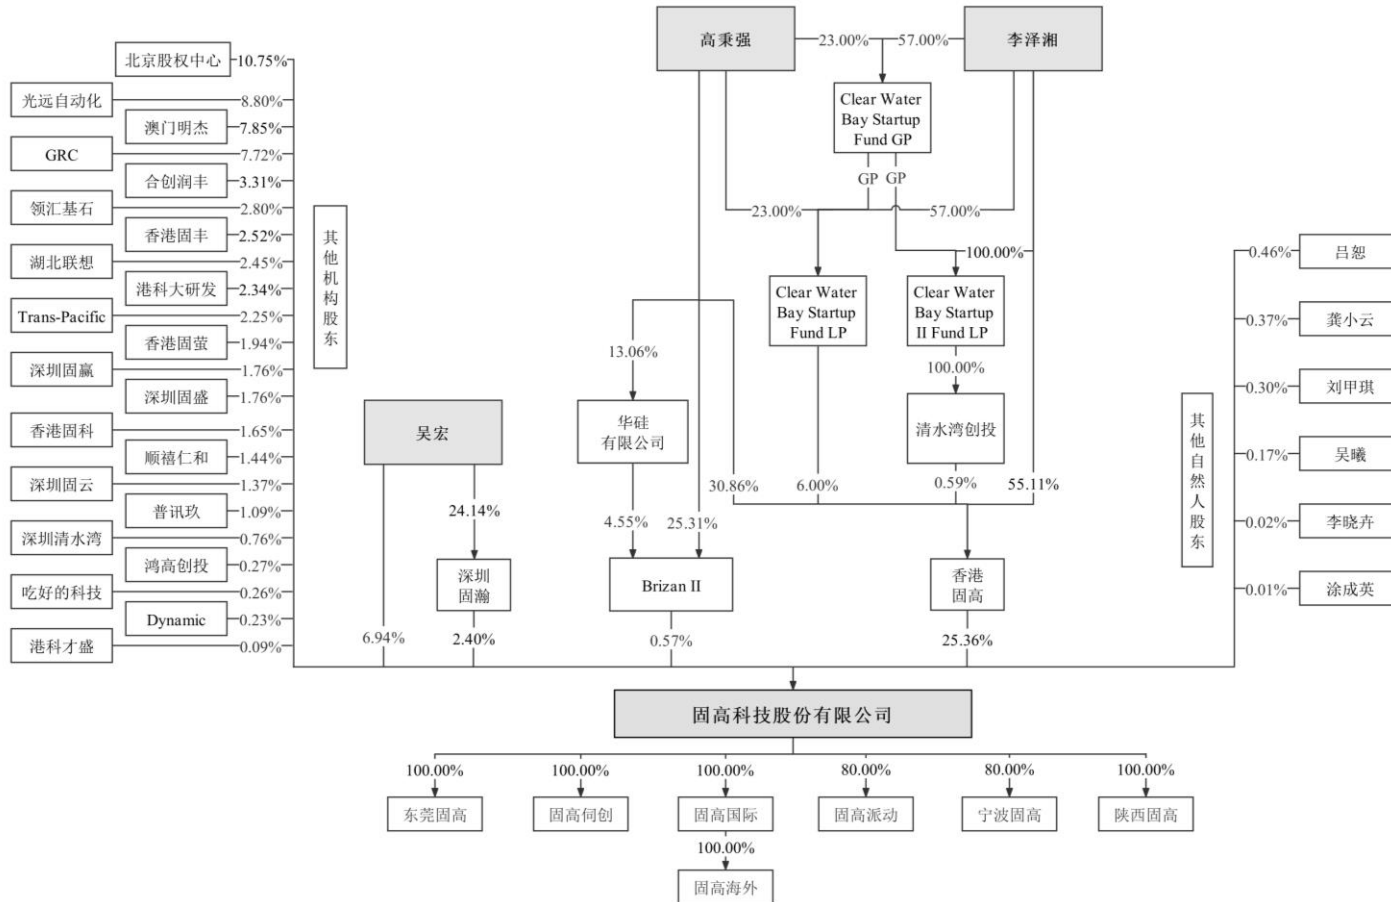 高秉强
23.00%
57.00%
李泽湘
北京股权中心
10.75%
光远自动化
8.80%
澳门明杰
7.85%
GRC
7.72%
合创润丰
3.31%
领汇基石
2.80%
香港固丰
2.52%
湖北联想
2.45%
港科大研发
2.34%
Trans-Pacific
2.25%
香港固萤
1.94%
深圳固赢
1.76%
深圳固盛
1.76%
香港固科
1.65%
顺禧仁和
1.44%
深圳固云
1.37%
普讯玖
1.09%
深圳清水湾
0.76%
鸿高创投
0.27%
吃好的科技
0.26%
Dynamic
0.23%
港科才盛
0.09%
其他机构股东
Clear Water
Bay Startup
Fund GP
GP
GP
23.00%
57.00%
100.00%
Clear Water
Bay Startup
Fund LP
Clear Water
Bay Startup
II Fund LP
13.06%
100.00%
吴宏
华硅
有限公司
清水湾创投
30.86%
6.00%
0.59%
55.11%
24.14%
4.55%
25.31%
深圳
固瀚
Brizan II
香港
固高
6.94%
2.40%
0.57%
25.36%
其他自然人股东
0.46%
吕恕
0.37%
龚小云
0.30%
刘甲琪
0.17%
吴曦
0.02%
李晓卉
0.01%
涂成英
固高科技股份有限公司
100.00%
100.00%
100.00%
80.00%
80.00%
100.00%
东莞固高
固高伺创
固高国际
固高派动
宁波固高
陕西固高
100.00%
固高海外